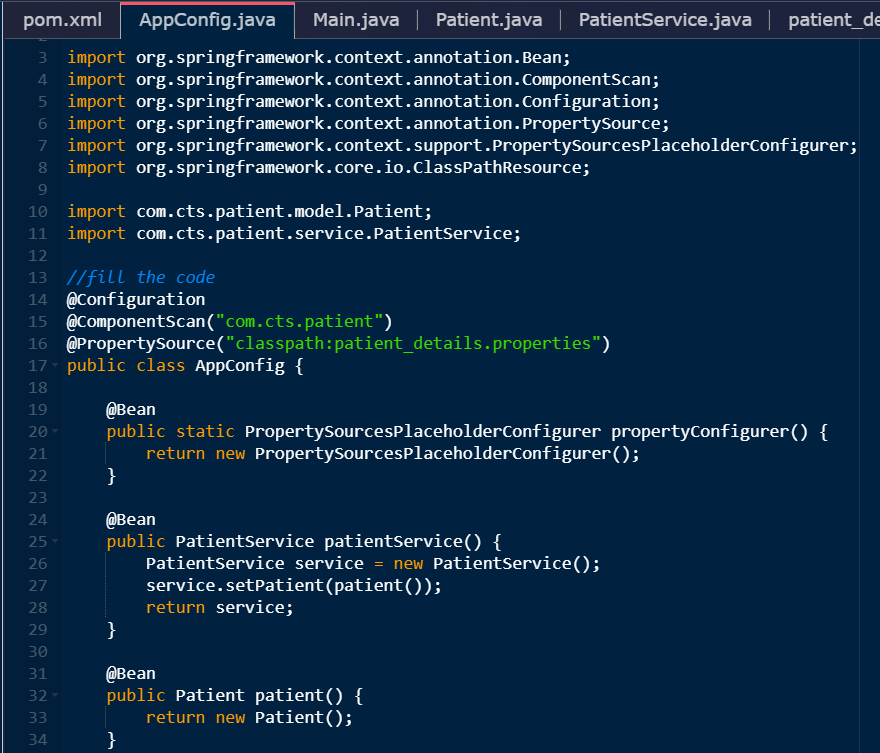 pom.xml AppConfig.java Main.java Patient.java PatientService.java patient_de
2
3 import org.springframework.context.annotation.Bean;
4 import org.springframework.context.annotation.ComponentScan;
5 import org.springframework.context.annotation.Configuration;
6 import org.springframework.context.annotation.PropertySource;
7 import org.springframework.context.support.PropertySourcesPlaceholderConfigurer;
8 import org.springframework.core.io.ClassPathResource;
9
10 import com.cts.patient.model.Patient;
11 import com.cts.patient.service.PatientService;
12
13 //fill the code
14 @Configuration
15 @ComponentScan("com.cts.patient")
16 @PropertySource("classpath:patient_details.properties")
17 public class AppConfig {
18
19     @Bean
20     public static PropertySourcesPlaceholderConfigurer propertyConfigurer() {
21         return new PropertySourcesPlaceholderConfigurer();
22     }
23
24     @Bean
25     public PatientService patientService() {
26         PatientService service = new PatientService();
27         service.setPatient(patient());
28         return service;
29     }
30
31     @Bean
32     public Patient patient() {
33         return new Patient();
34     }